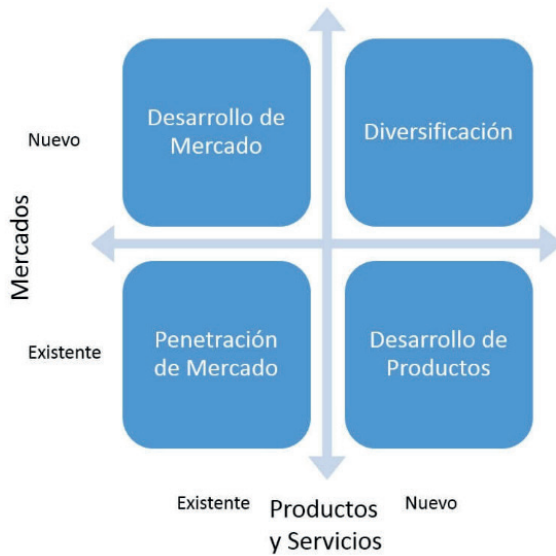 Desarrollo de
Mercado
Diversificación
Nuevo
Mercados
Existente
Penetración
de Mercado
Desarrollo de
Productos
Existente
Productos
y Servicios
Nuevo